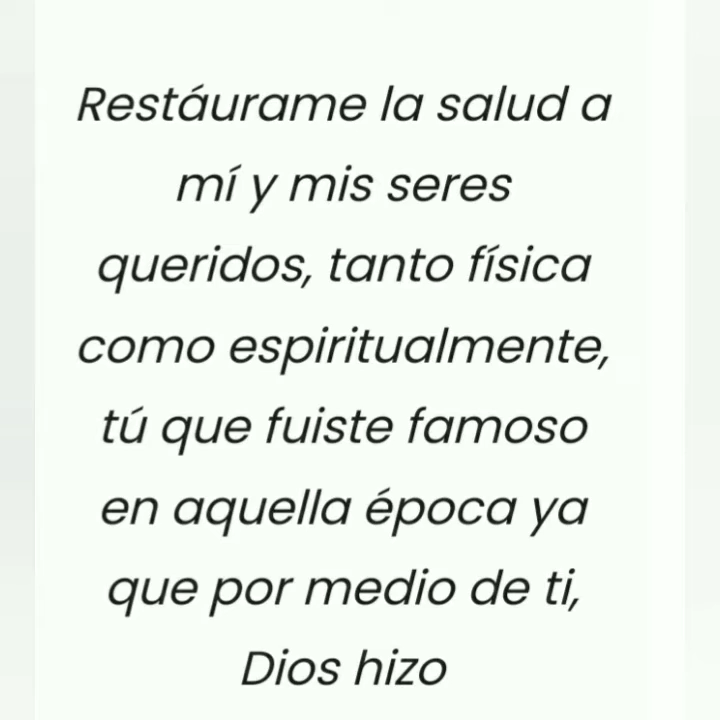 Restáurame la salud a
mí y mis seres
queridos, tanto física
como espiritualmente,
tú que fuiste famoso
en aquella época ya
que por medio de ti,
Dios hizo